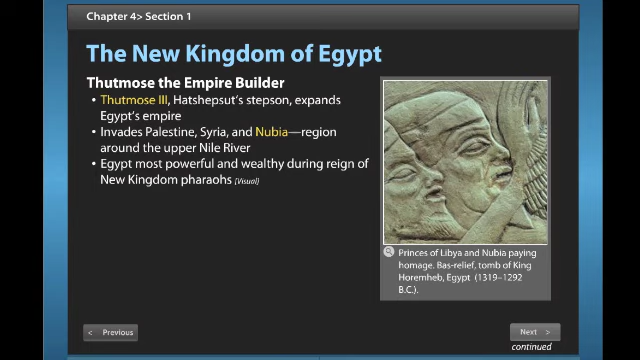 Chapter 4> Section 1
The New Kingdom of Egypt
Thutmose the Empire Builder
• Thutmose III, Hatshepsut's stepson, expands
Egypt's empire
• Invades Palestine, Syria, and Nubia—region
around the upper Nile River
• Egypt most powerful and wealthy during reign of
New Kingdom pharaohs [Visual]
Princes of Libya and Nubia paying
homage. Bas-relief, tomb of King
Horemheb, Egypt (1319–1292
B.C.).
< Previous
Next >
continued